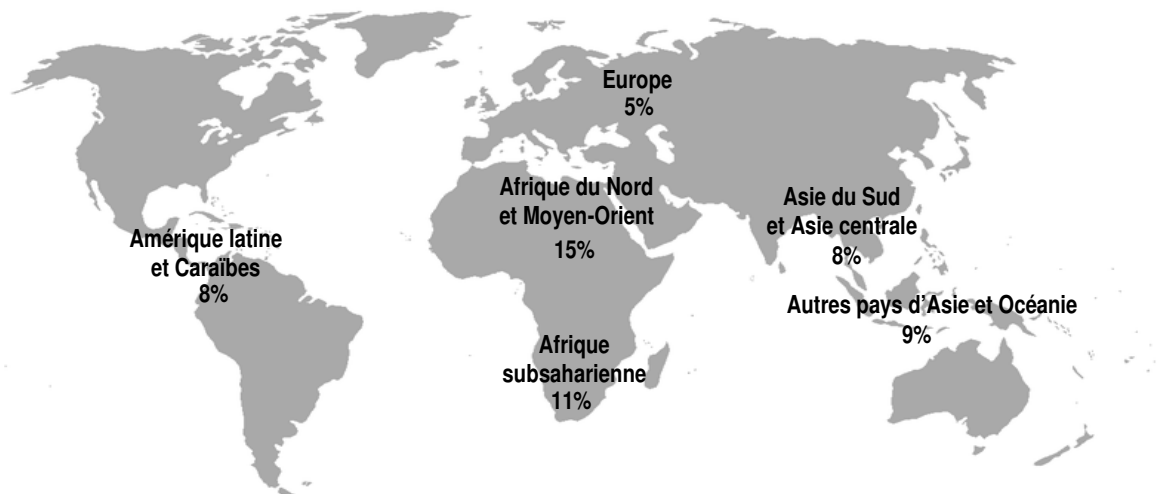 Europe
5%
Afrique du Nord
et Moyen-Orient
15%
Asie du Sud
et Asie centrale
8%
Amérique latine
et Caraïbes
8%
Autres pays d'Asie et Océanie
9%
Afrique
subsaharienne
11%